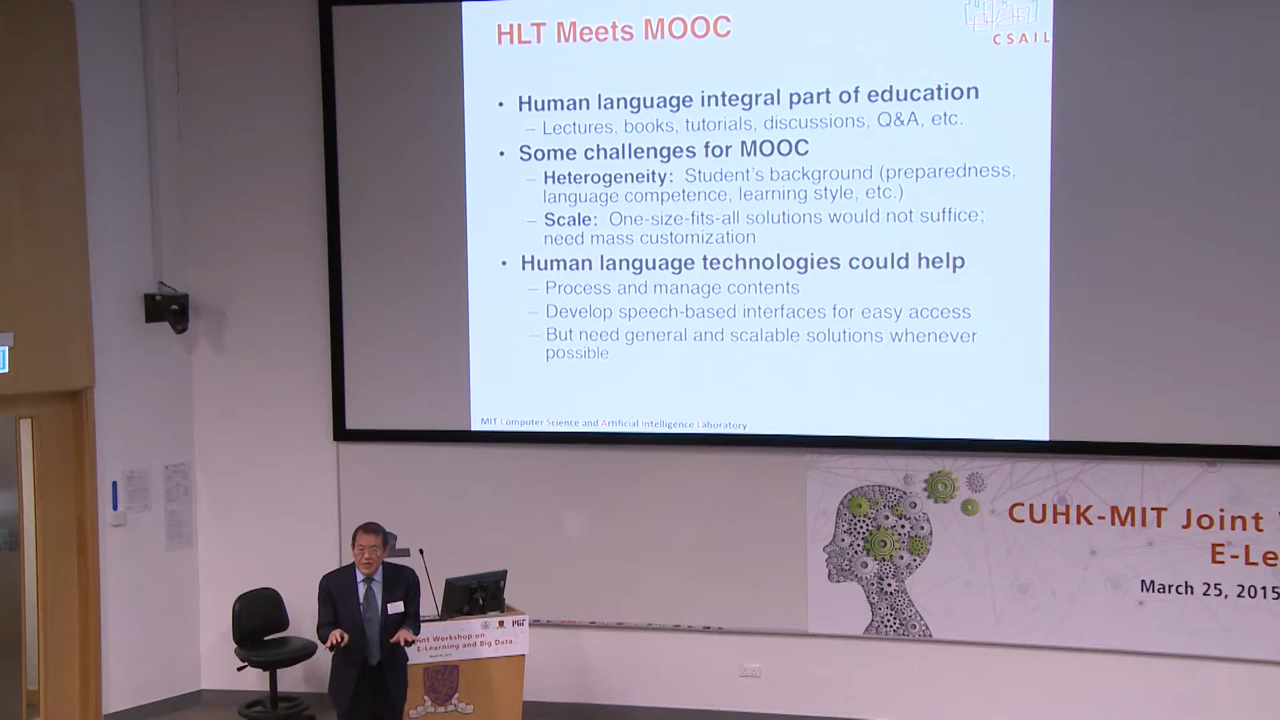 HLT Meets MOOC
CSAIL
• Human language integral part of education
– Lectures, books, tutorials, discussions, Q&A, etc.
• Some challenges for MOOC
– Heterogeneity: Student's background (preparedness,
language competence, learning style, etc.)
– Scale: One-size-fits-all solutions would not suffice;
need mass customization
• Human language technologies could help
– Process and manage contents
– Develop speech-based interfaces for easy access
– But need general and scalable solutions whenever
possible
MIT Computer Science and Artificial Intelligence Laboratory
CUHK-MIT Joint
E-Le
March 25, 2015
Joint Workshop on
E-Learning and Big Data